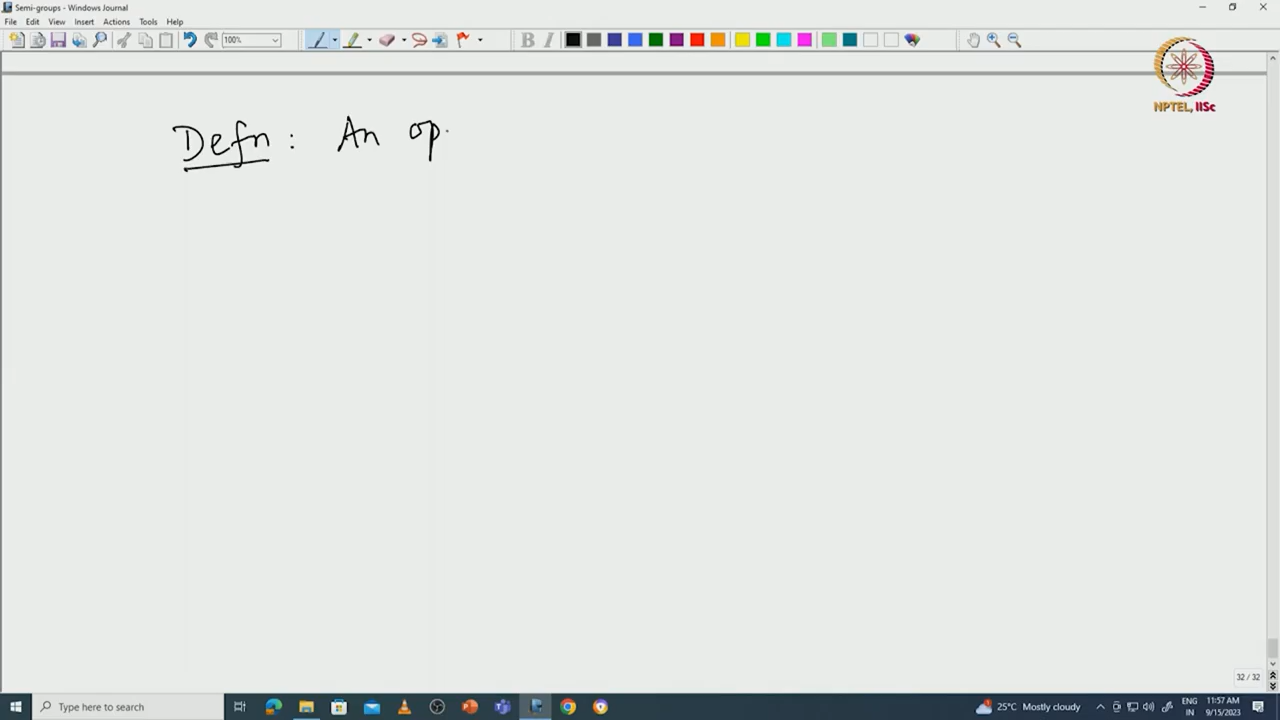 Semi-groups - Windows Journal
File Edit View Insert Actions Tools Help
100%
B I
NPTEL, IISc
Defn : An op.
32 / 32
Type here to search
25°C Mostly cloudy
ENG
IN
11:57 AM
9/15/2023